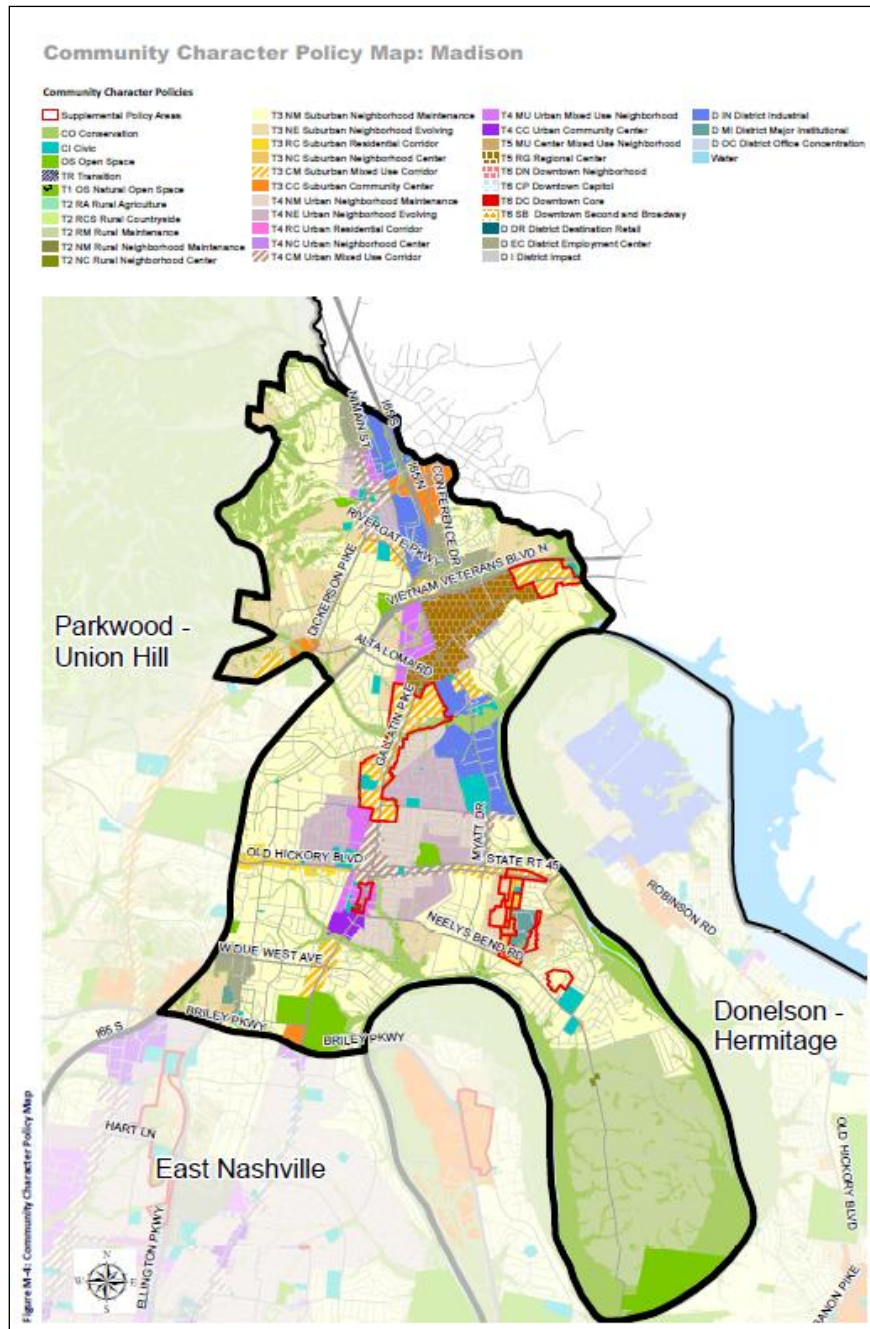 Community Character Policy Map: Madison
Community Character Policies
Supplemental Policy Areas
CO Conservation
CI Civic
OS Open Space
TR Transition
T1 OS Natural Open Space
T2 RA Rural Agriculture
T2 RCS Rural Countryside
T2 RM Rural Maintenance
T2 NM Rural Neighborhood Maintenance
T2 NC Rural Neighborhood Center
T3 NM Suburban Neighborhood Maintenance
T3 NE Suburban Neighborhood Evolving
T3 RC Suburban Residential Corridor
T3 NC Suburban Neighborhood Center
T3 CM Suburban Mixed Use Corridor
T3 CC Suburban Community Center
T4 NM Urban Neighborhood Maintenance
T4 NE Urban Neighborhood Evolving
T4 RC Urban Residential Corridor
T4 NC Urban Neighborhood Center
T4 CM Urban Mixed Use Corridor
T4 MU Urban Mixed Use Neighborhood
T4 CC Urban Community Center
T5 MU Center Mixed Use Neighborhood
T5 RG Regional Center
T6 DN Downtown Neighborhood
T6 CP Downtown Capitol
T6 DC Downtown Core
T6 SB Downtown Second and Broadway
D DR District Destination Retail
D EC District Employment Center
D I District Impact
D IN District Industrial
D MI District Major Institutional
D OC District Office Concentration
Water
N MAIN ST
I65 S
I65 N
CONFERENCE DR
RIVERGATE PKWY
VIETNAM VETERANS BLVD N
DICKERSON PIKE
Parkwood -
Union Hill
ALTA LOMA RD
GALLATIN PIKE
MYATT DR
OLD HICKORY BLVD
STATE RT 45
ROBINSON RD
NEELYS BEND RD
W DUE WEST AVE
Donelson -
Hermitage
BRILEY PKWY
BRILEY PKWY
I65 S
HART LN
East Nashville
OLD HICKORY BLVD
ELLINGTON PKWY
ANON PIKE
N
W E
S
Figure M-4: Community Character Policy Map